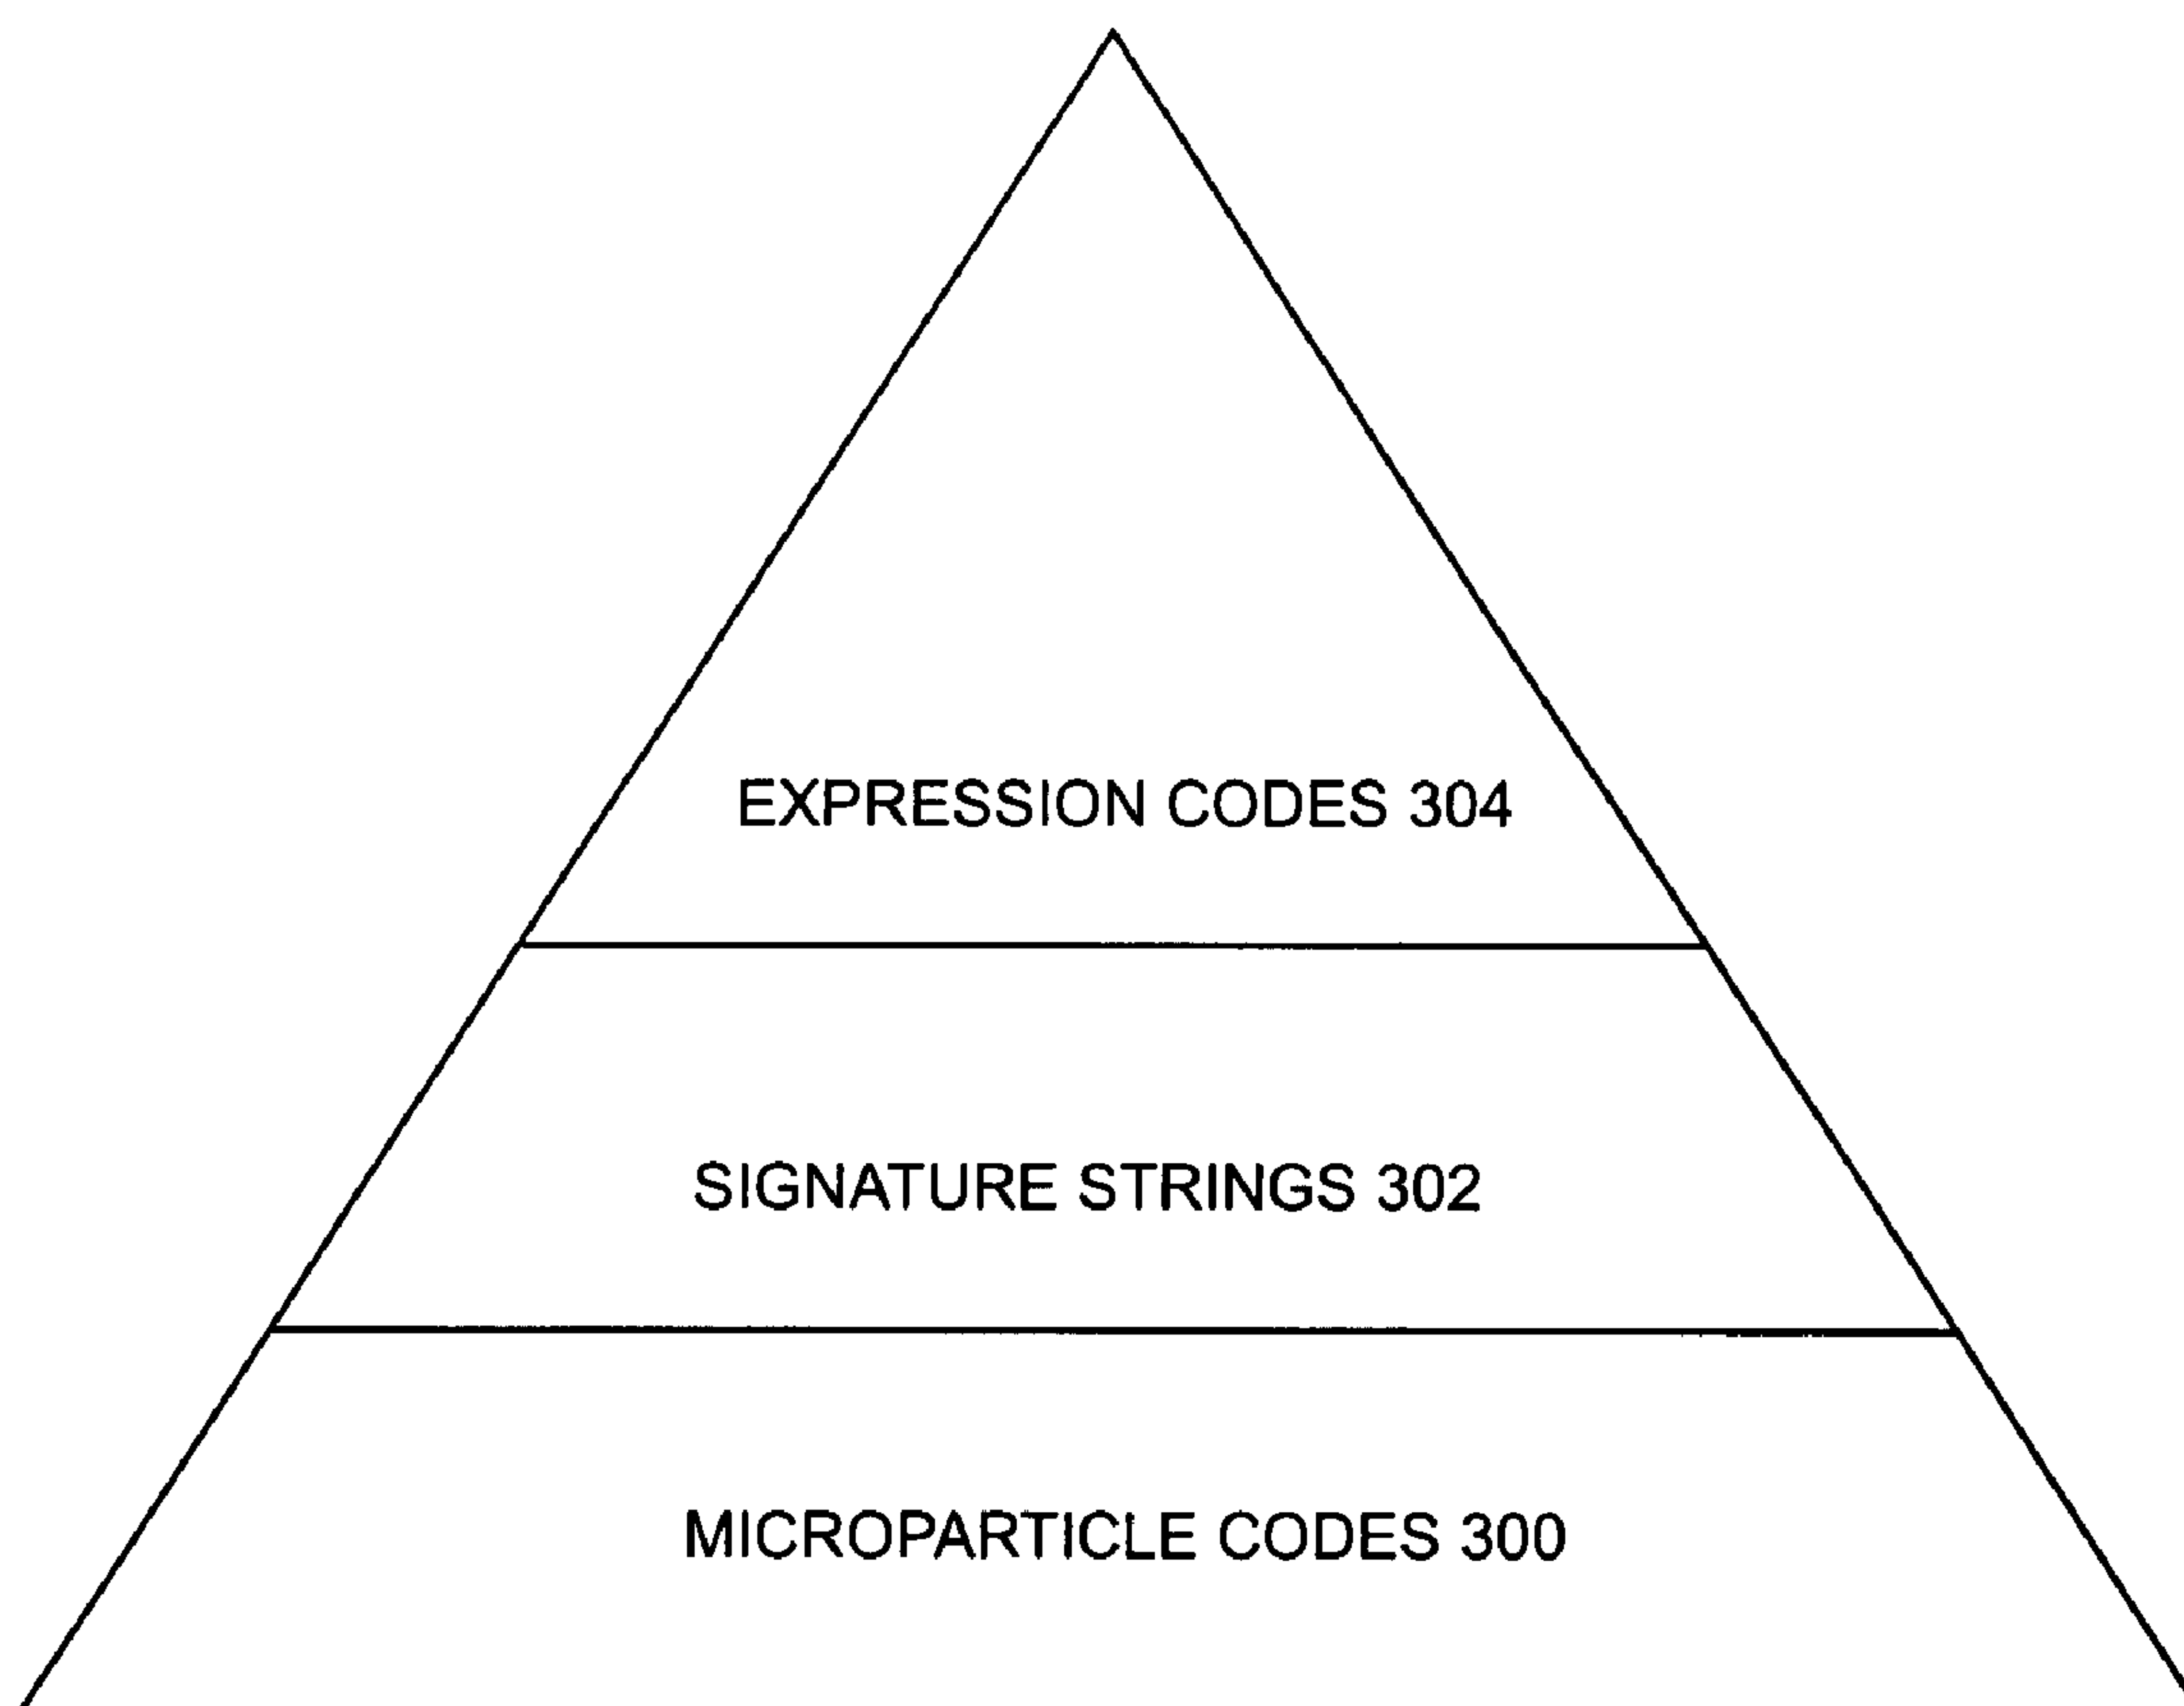 EXPRESSION CODES 304
SIGNATURE STRINGS 302
MICROPARTICLE CODES 300